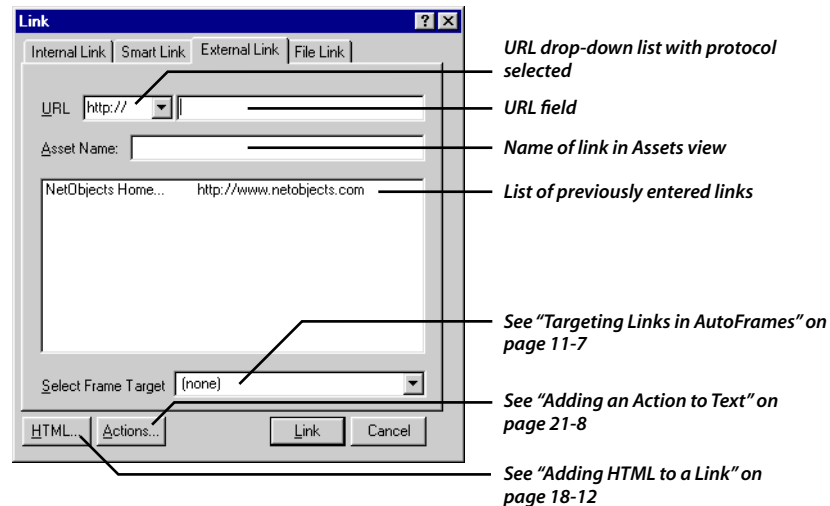 Link
Internal Link Smart Link External Link File Link
URL drop-down list with protocol
selected
URL http://
URL field
Asset Name:
Name of link in Assets view
NetObjects Home... http://www.netobjects.com
List of previously entered links
See “Targeting Links in AutoFrames” on
page 11-7
Select Frame Target (none)
See “Adding an Action to Text” on
page 21-8
HTML... Actions... Link Cancel
See “Adding HTML to a Link” on
page 18-12